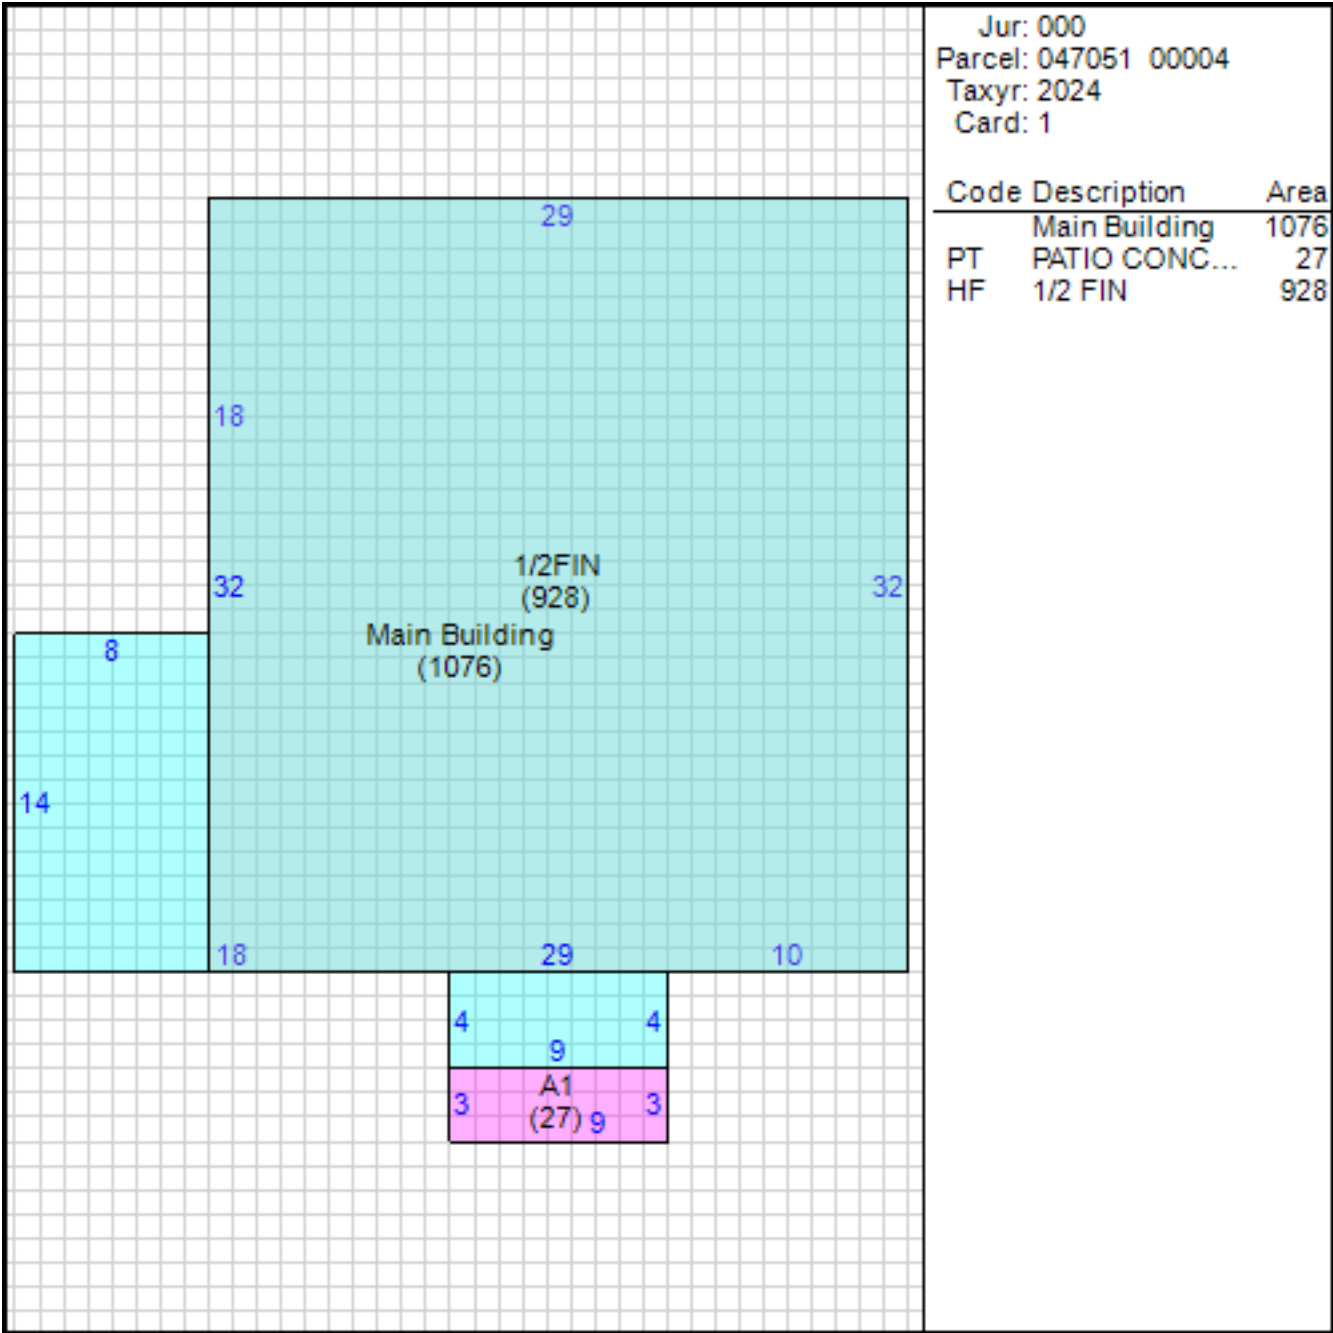 Jur: 000
Parcel: 047051 00004
Taxyr: 2024
Card: 1
Code Description Area
Main Building 1076
PT PATIO CONC... 27
HF 1/2 FIN 928
29
18
1/2FIN
(928)
32
32
Main Building
(1076)
8
14
18
29
10
4
4
9
A1
(27)
3
3
9